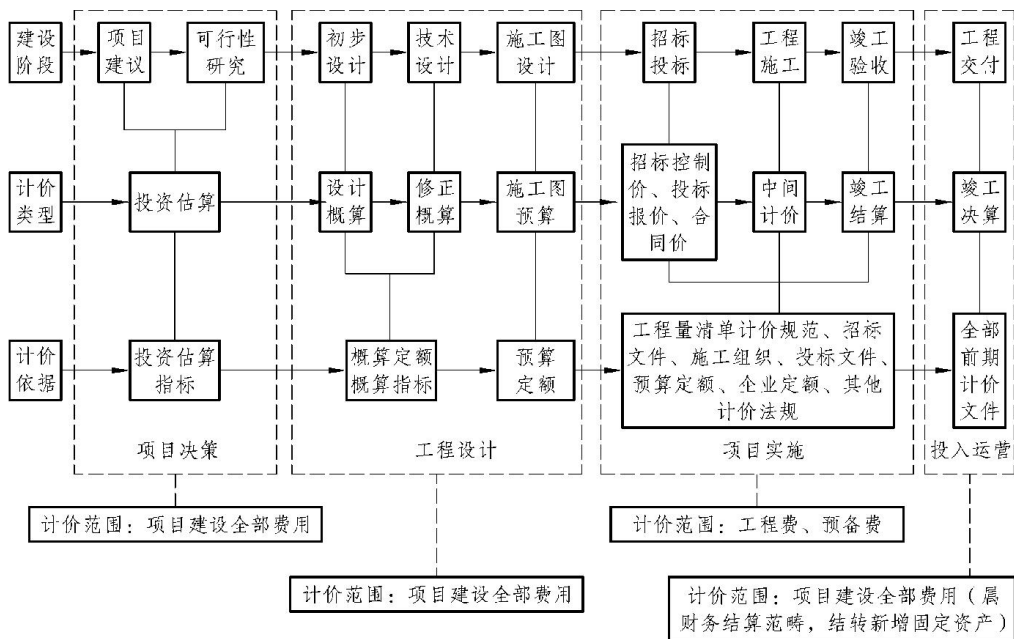 建设
阶段
项目
建议
可行性
研究
初步
设计
技术
设计
施工图
设计
招标
投标
工程
施工
竣工
验收
工程
交付
计价
类型
投资估算
设计
概算
修正
概算
施工图
预算
招标控制
价、投标
报价、合
同价
中间
计价
竣工
结算
竣工
决算
计价
依据
投资估算
指标
概算定额
概算指标
预算
定额
工程量清单计价规范、招标
文件、施工组织、投标文件、
预算定额、企业定额、其他
计价法规
全部
前期
计价
文件
项目决策
工程设计
项目实施
投入运营
计价范围：项目建设全部费用
计价范围：工程费、预备费
计价范围：项目建设全部费用
计价范围：项目建设全部费用（属
财务结算范畴，结转新增固定资产）